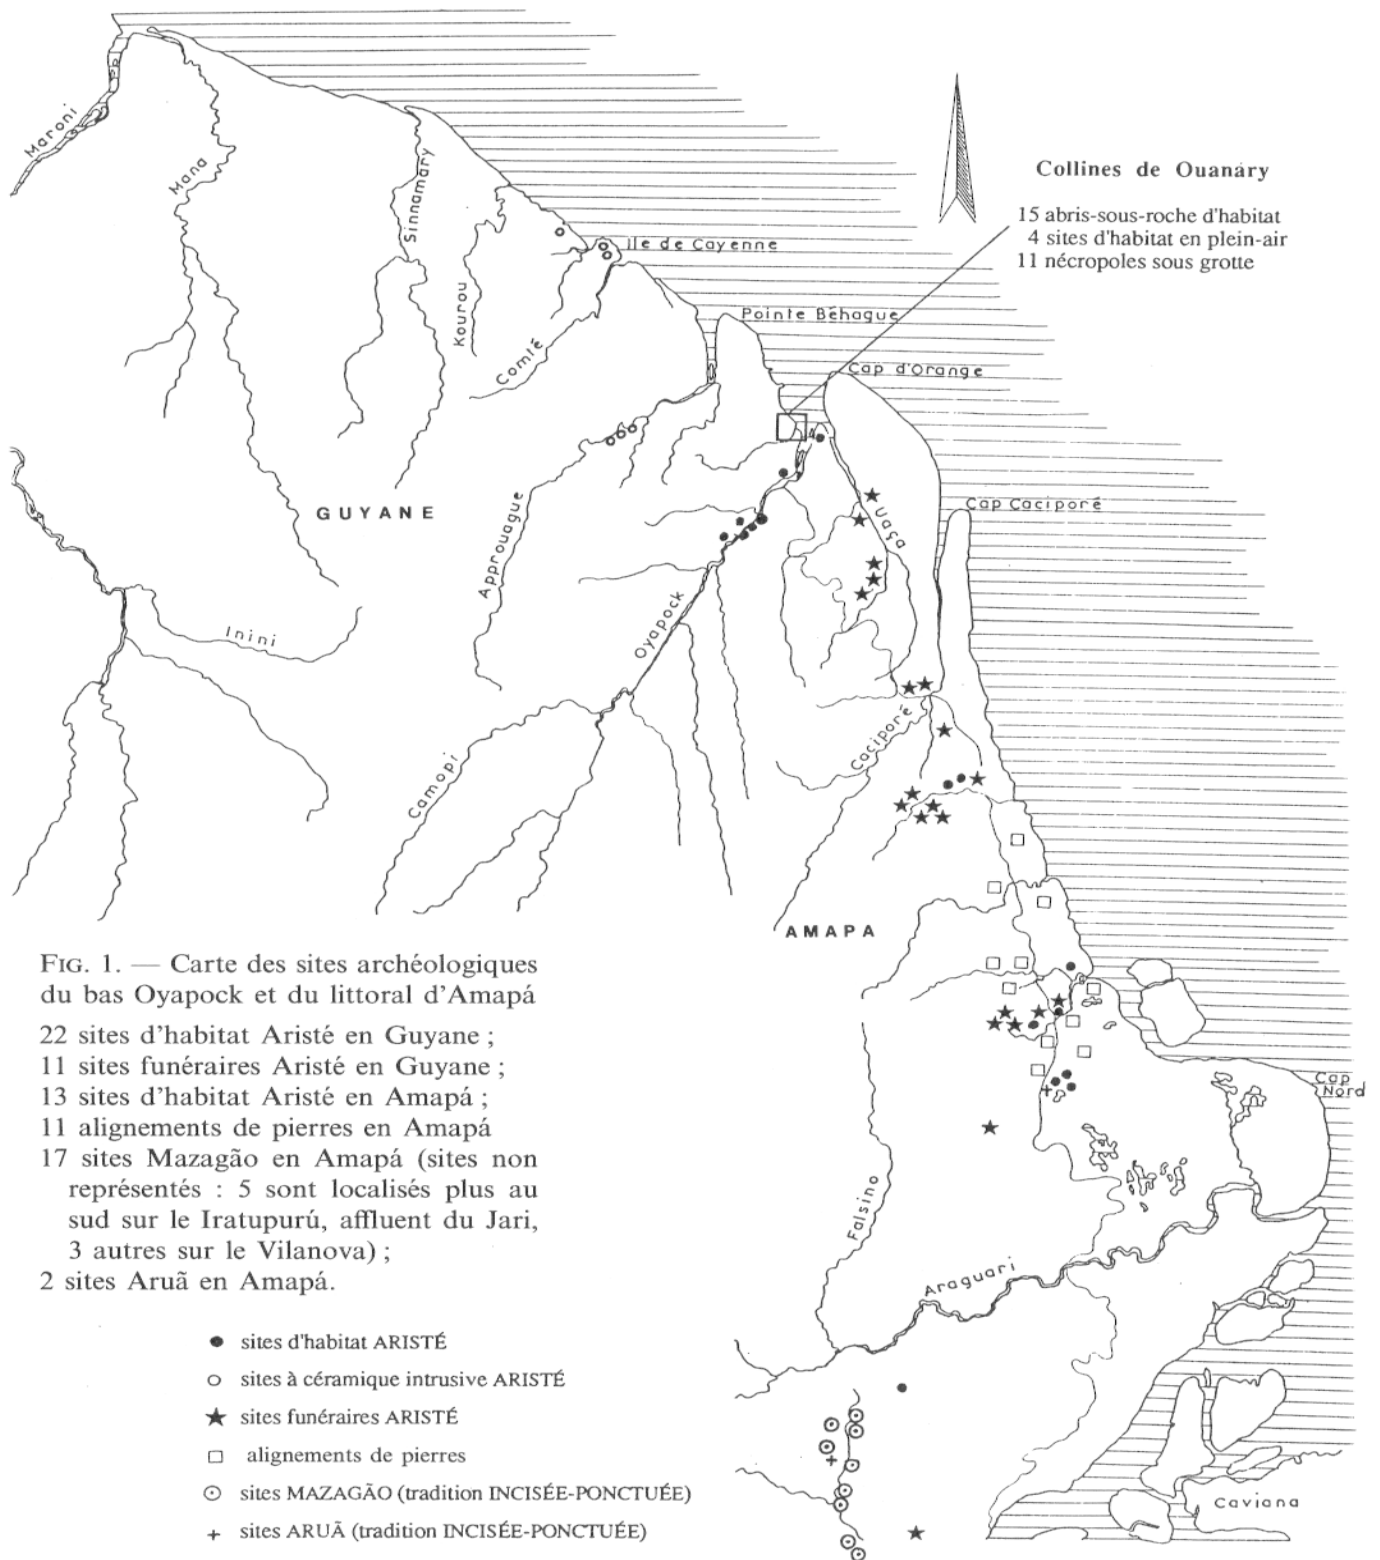 Maroni
Mana
Sinnamary
Kourou
Comté
Ile de Cayenne
Collines de Ouanáry
15 abris-sous-roche d'habitat
4 sites d'habitat en plein-air
11 nécropoles sous grotte
Pointe Béhague
Cap d'Orange
Cap Caciporé
GUYANE
Approuague
Uaça
Oyapock
Inini
Camopi
Caciporé
AMAPA
FIG. 1. — Carte des sites archéologiques
du bas Oyapock et du littoral d'Amapá
22 sites d'habitat Aristé en Guyane ;
11 sites funéraires Aristé en Guyane ;
13 sites d'habitat Aristé en Amapá ;
11 alignements de pierres en Amapá
17 sites Mazagão en Amapá (sites non
représentés : 5 sont localisés plus au
sud sur le Iratupurú, affluent du Jari,
3 autres sur le Vilanova) ;
2 sites Aruã en Amapá.
Cap
Nord
Falsino
Araguari
Caviana
sites d'habitat ARISTÉ
sites à céramique intrusive ARISTÉ
sites funéraires ARISTÉ
alignements de pierres
sites MAZAGÃO (tradition INCISÉE-PONCTUÉE)
sites ARUÃ (tradition INCISÉE-PONCTUÉE)